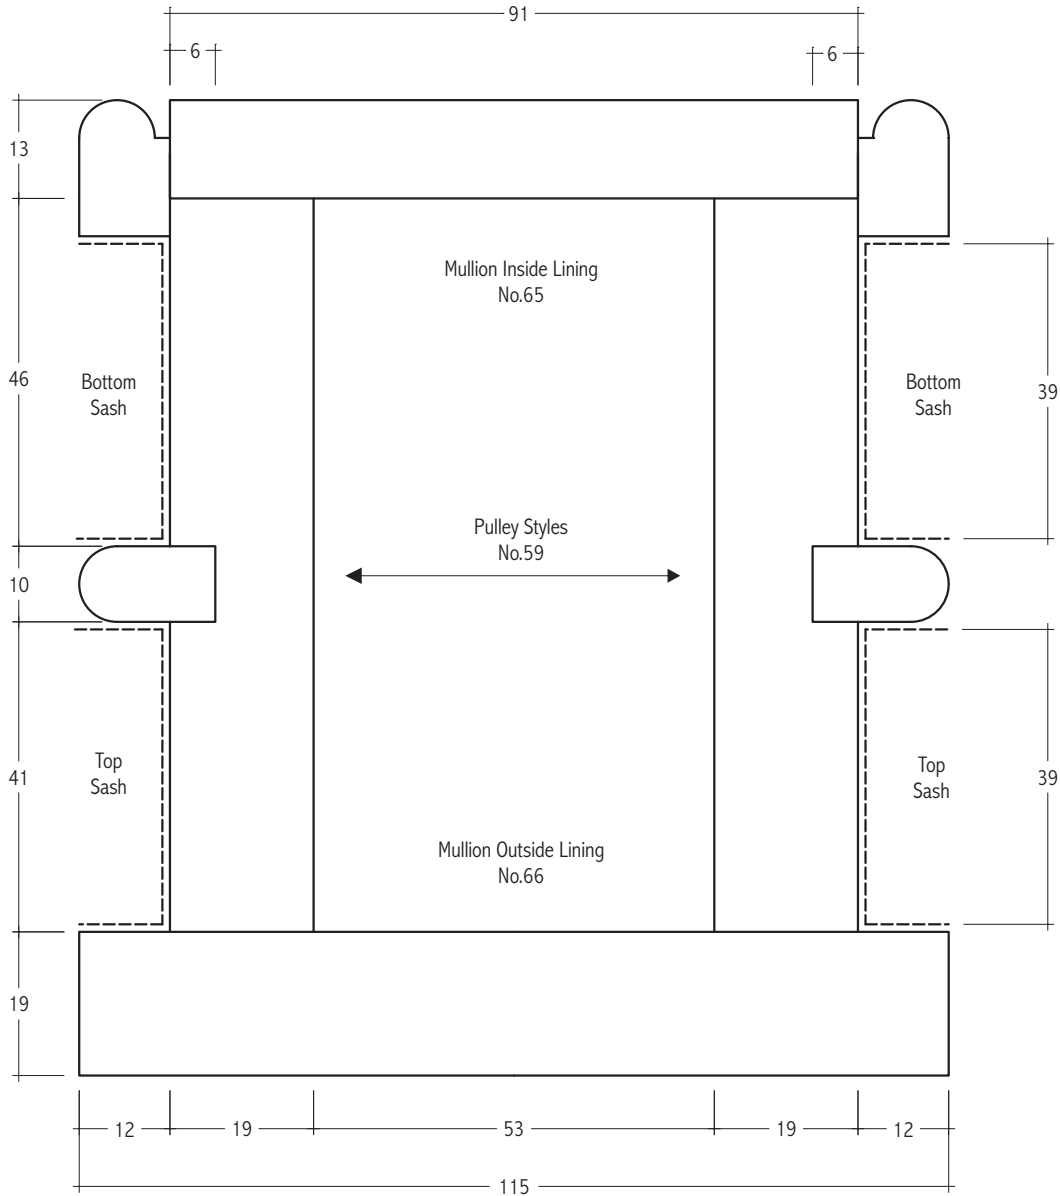 91
6
6
13
Mullion Inside Lining
No.65
46
Bottom
Sash
Bottom
Sash
39
Pulley Styles
No.59
10
41
Top
Sash
Top
Sash
39
Mullion Outside Lining
No.66
19
12
19
53
19
12
115